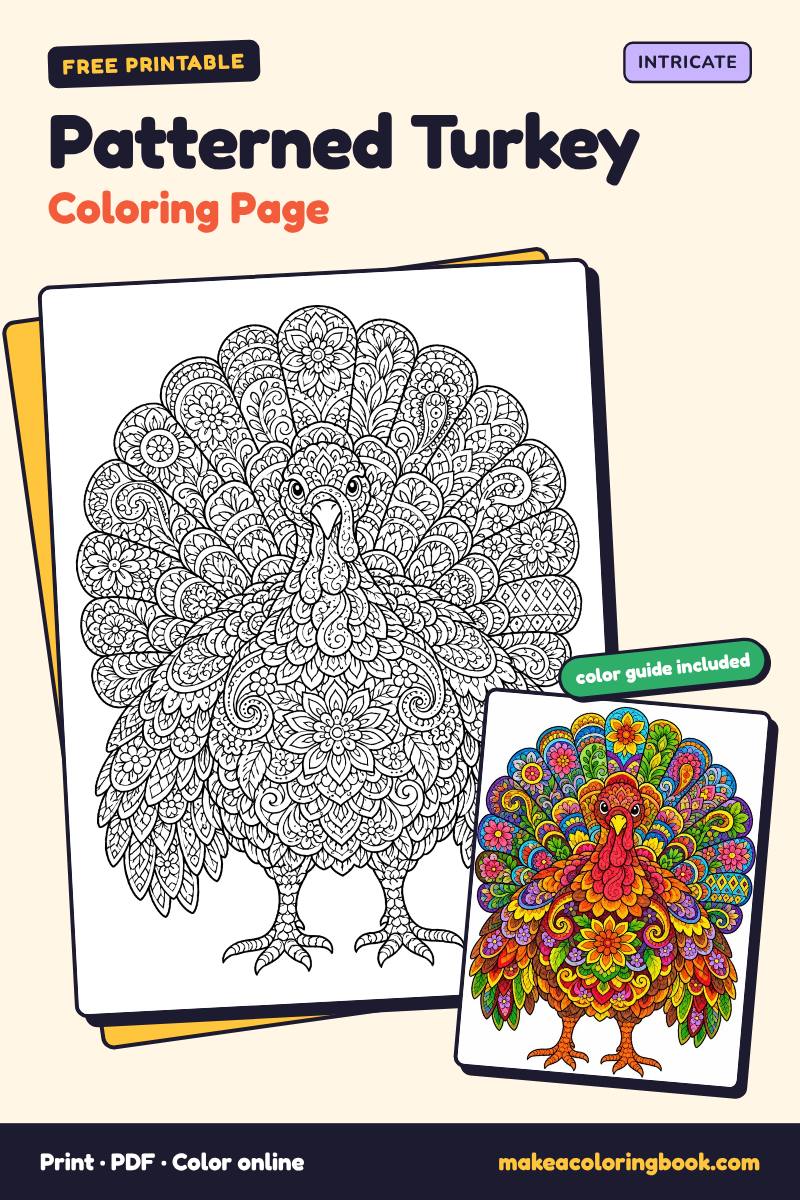 FREE PRINTABLE
INTRICATE
Patterned Turkey
Coloring Page
color guide included
Print · PDF · Color online
makeacoloringbook.com